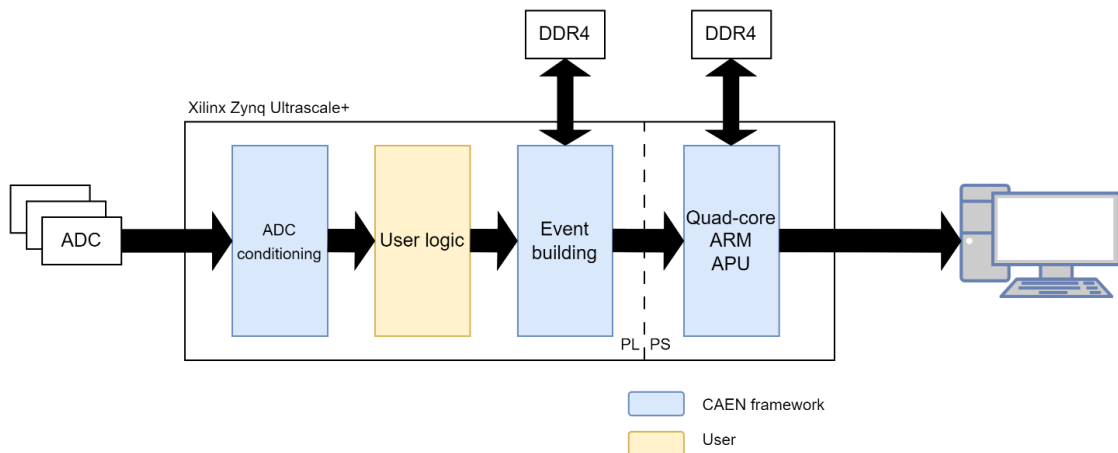 DDR4
DDR4
Xilinx Zynq Ultrascale+
ADC
ADC
conditioning
User logic
Event
building
Quad-core
ARM
APU
PL
PS
CAEN framework
User